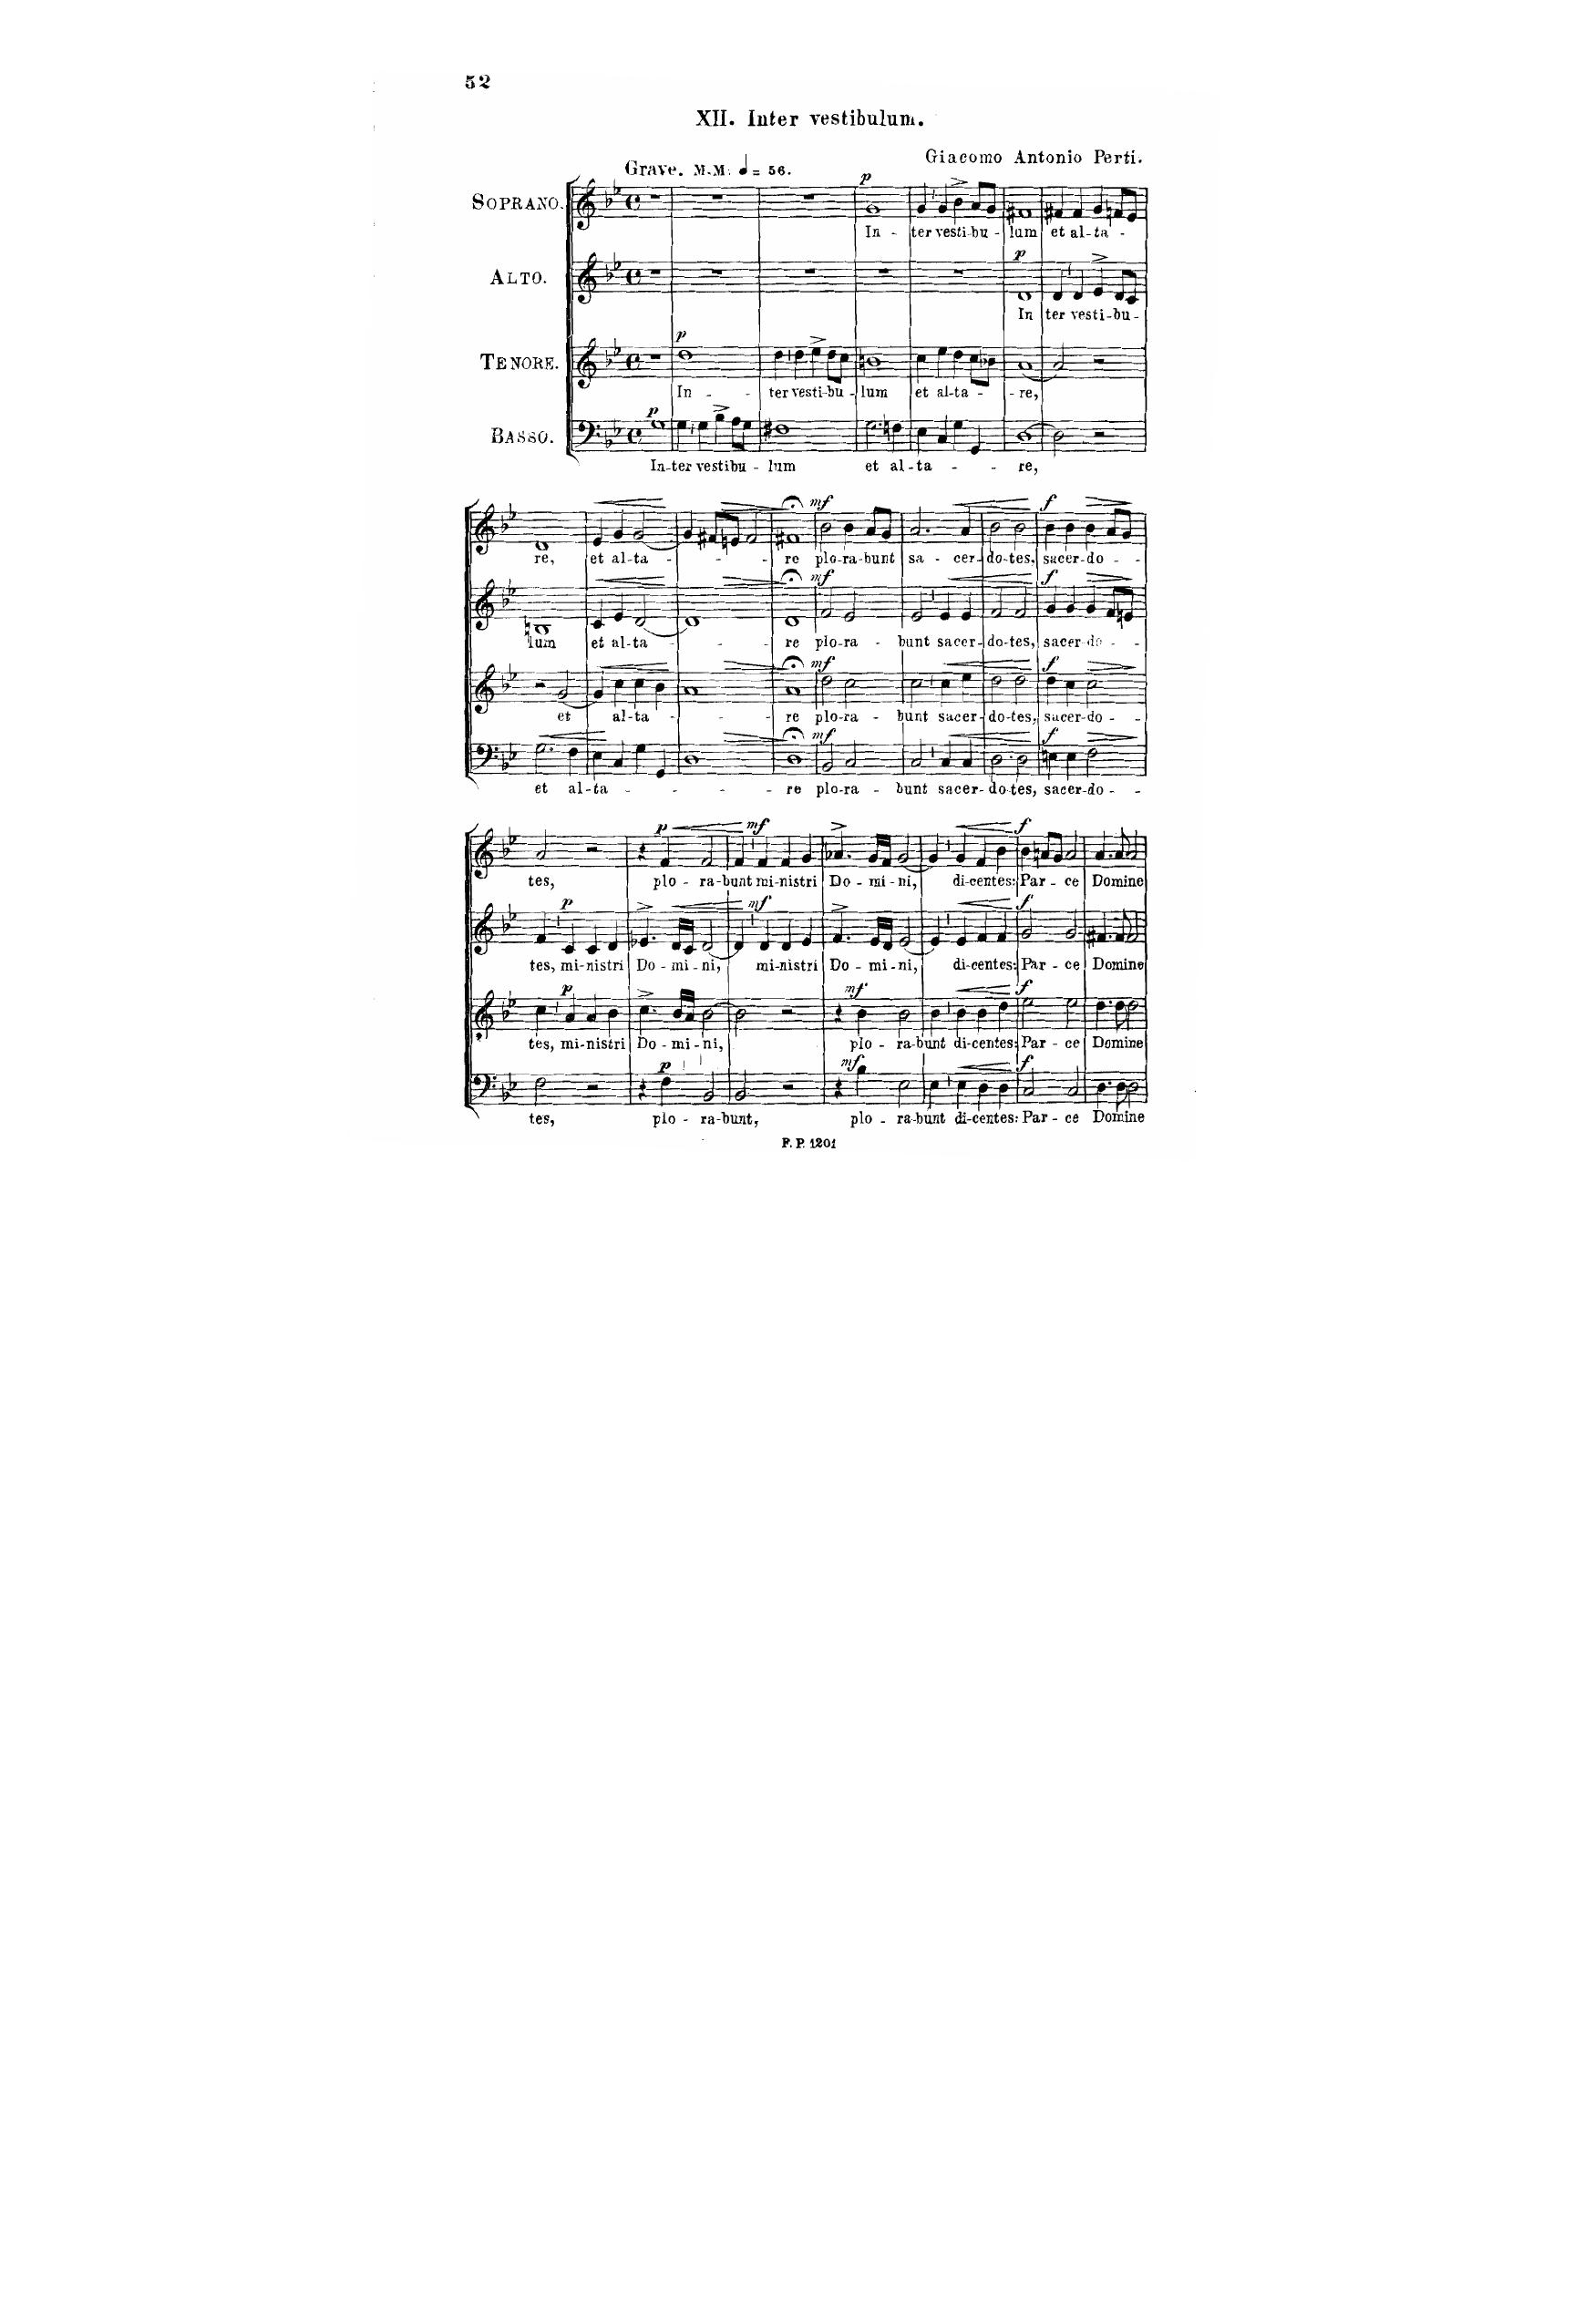 52
XII. Inter vestibulum.
Giacomo Antonio Perti.
Grave. M.M. = 56.
p
SOPRANO.
In - ter vesti-bu - lum et al-ta -
p
ALTO.
In ter vesti-bu-
p
TENORE.
In - - ter vesti-bu - lum et al-ta - - re,
p
BASSO.
In-ter vestibu - lum et al-ta - - re,
mf f
re, et al-ta - - - re plo-ra-bunt sa - cer-do-tes, sacer-do - -
mf f
lum et al-ta - - - re plo-ra - bunt sacer-do-tes, sacer-do - -
mf f
et al-ta - - - re plo-ra - bunt sacer-do-tes, sacer-do - -
mf f
et al-ta - - - - re plo-ra - bunt sacer-do-tes, sacer-do - -
p mf f
tes, plo - ra-bunt mi-nistri Do - mi - ni, di-centes: Par - ce Domine
p mf f
tes, mi-nistri Do - mi - ni, mi-nistri Do - mi - ni, di-centes: Par - ce Domine
p mf f
tes, mi-nistri Do - mi - ni, plo - ra-bunt di-centes: Par - ce Domine
p mf f
tes, plo - ra-bunt, plo - ra-bunt di-centes: Par - ce Domine
F. P. 1201